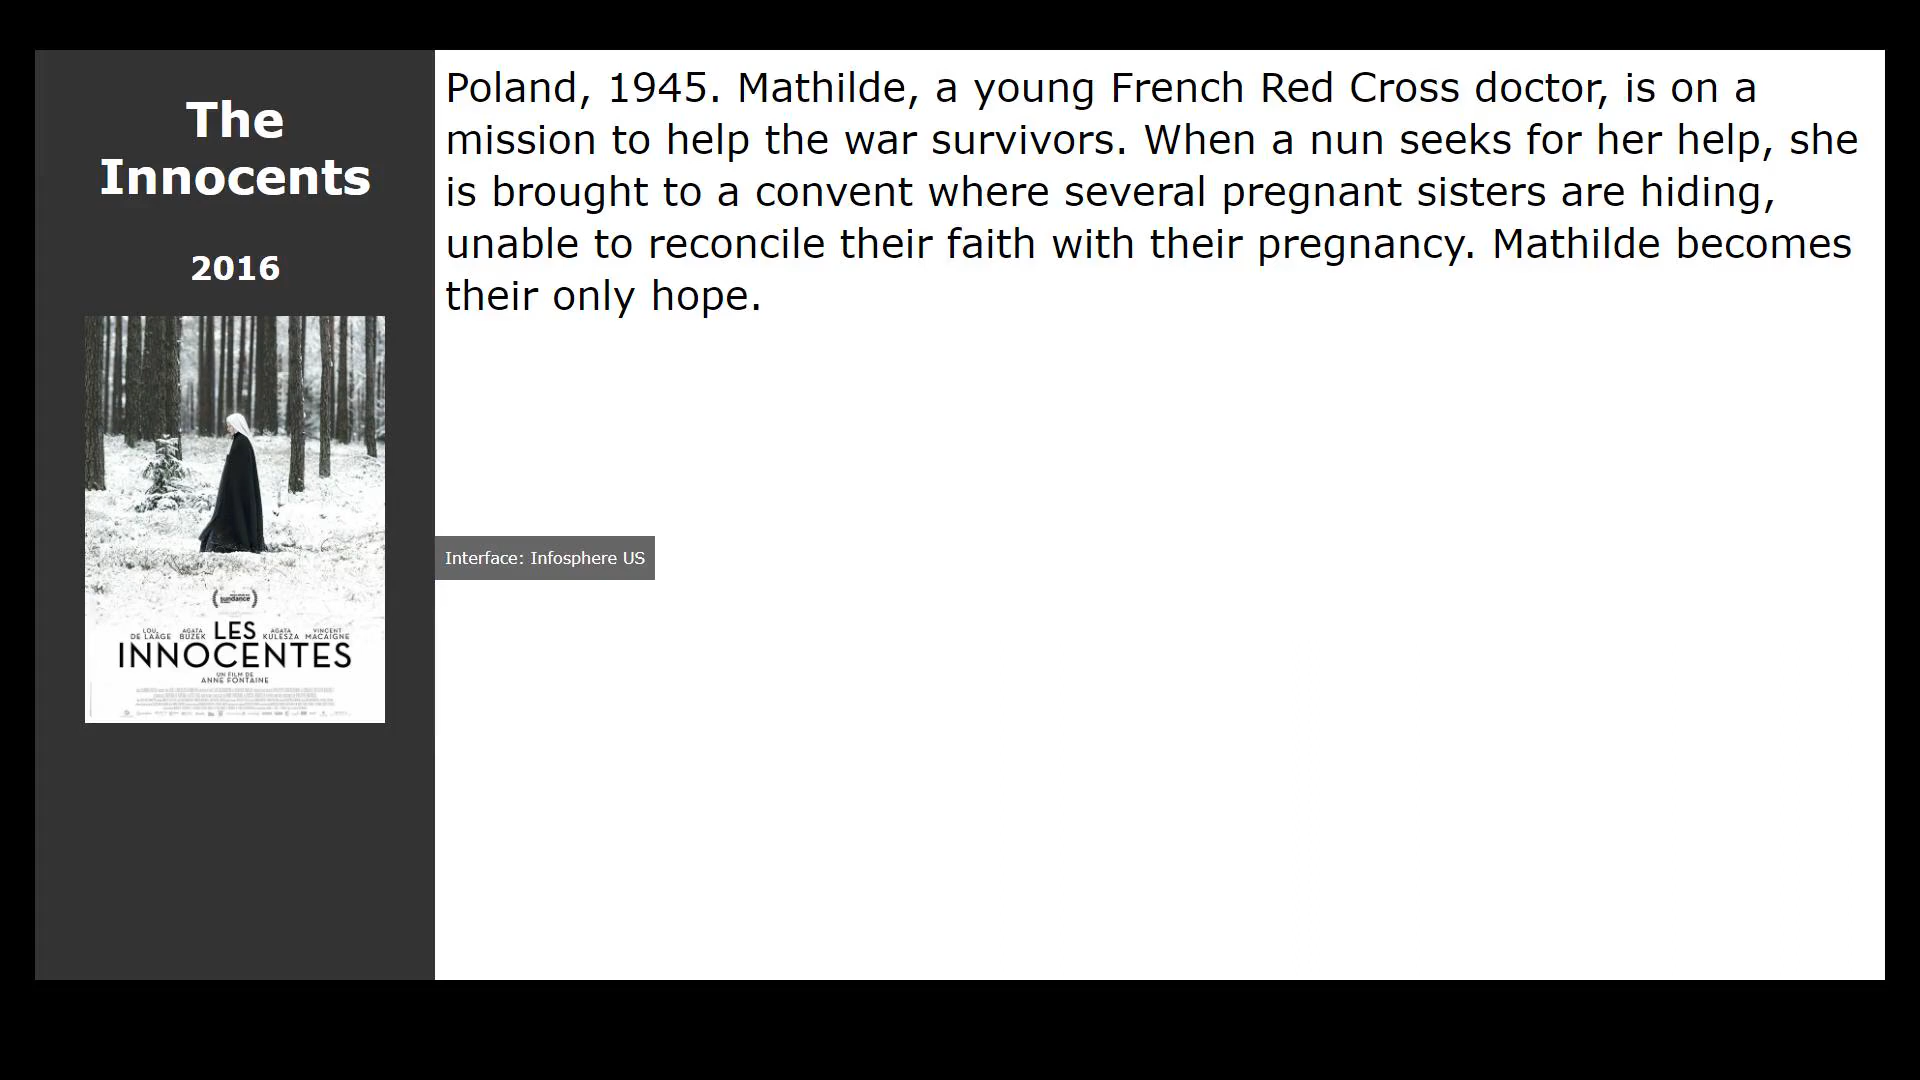 The
Innocents
2016
sundance
LOU
DE LAÂGE
AGATA
BUZEK
LES
AGATA
KULESZA
VINCENT
MACAIGNE
INNOCENTES
UN FILM DE
ANNE FONTAINE
Poland, 1945. Mathilde, a young French Red Cross doctor, is on a
mission to help the war survivors. When a nun seeks for her help, she
is brought to a convent where several pregnant sisters are hiding,
unable to reconcile their faith with their pregnancy. Mathilde becomes
their only hope.
Interface: Infosphere US